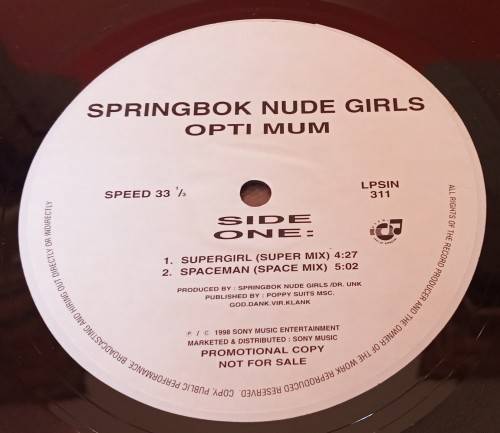 SPRINGBOK NUDE GIRLS
OPTI MUM
SPEED 33 1/3
LPSIN
311
SIDE
ONE:
1. SUPERGIRL (SUPER MIX) 4:27
2. SPACEMAN (SPACE MIX) 5:02
PRODUCED BY : SPRINGBOK NUDE GIRLS /DR. UNK
PUBLISHED BY : POPPY SUITS MSC.
GOD.DANK.VIR.KLANK
℗ / © 1998 SONY MUSIC ENTERTAINMENT
MARKETED & DISTRIBUTED : SONY MUSIC
PROMOTIONAL COPY
NOT FOR SALE
ALL RIGHTS OF THE RECORD PRODUCER AND THE OWNER OF THE WORK REPRODUCED RESERVED. COPY, PUBLIC PERFORMANCE, BROADCASTING AND HIRING OUT DIRECTLY OR INDIRECTLY